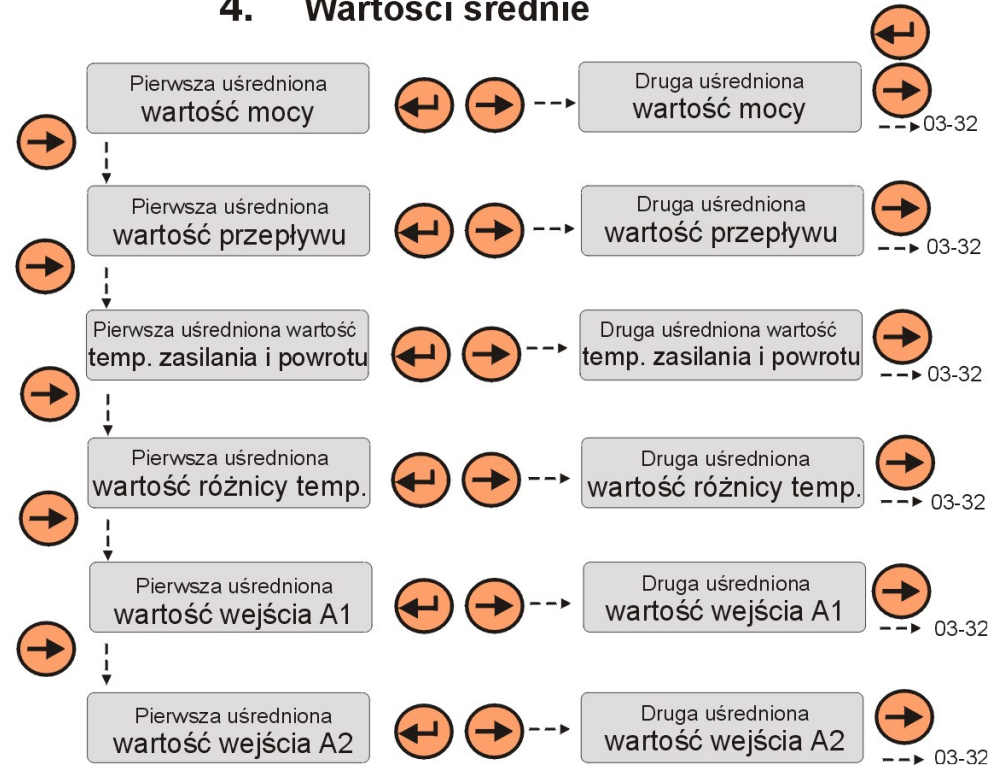 4. Wartości średnie
Pierwsza uśredniona
wartość mocy
Druga uśredniona
wartość mocy
03-32
Pierwsza uśredniona
wartość przepływu
Druga uśredniona
wartość przepływu
03-32
Pierwsza uśredniona wartość
temp. zasilania i powrotu
Druga uśredniona wartość
temp. zasilania i powrotu
03-32
Pierwsza uśredniona
wartość różnicy temp.
Druga uśredniona
wartość różnicy temp.
03-32
Pierwsza uśredniona
wartość wejścia A1
Druga uśredniona
wartość wejścia A1
03-32
Pierwsza uśredniona
wartość wejścia A2
Druga uśredniona
wartość wejścia A2
03-32